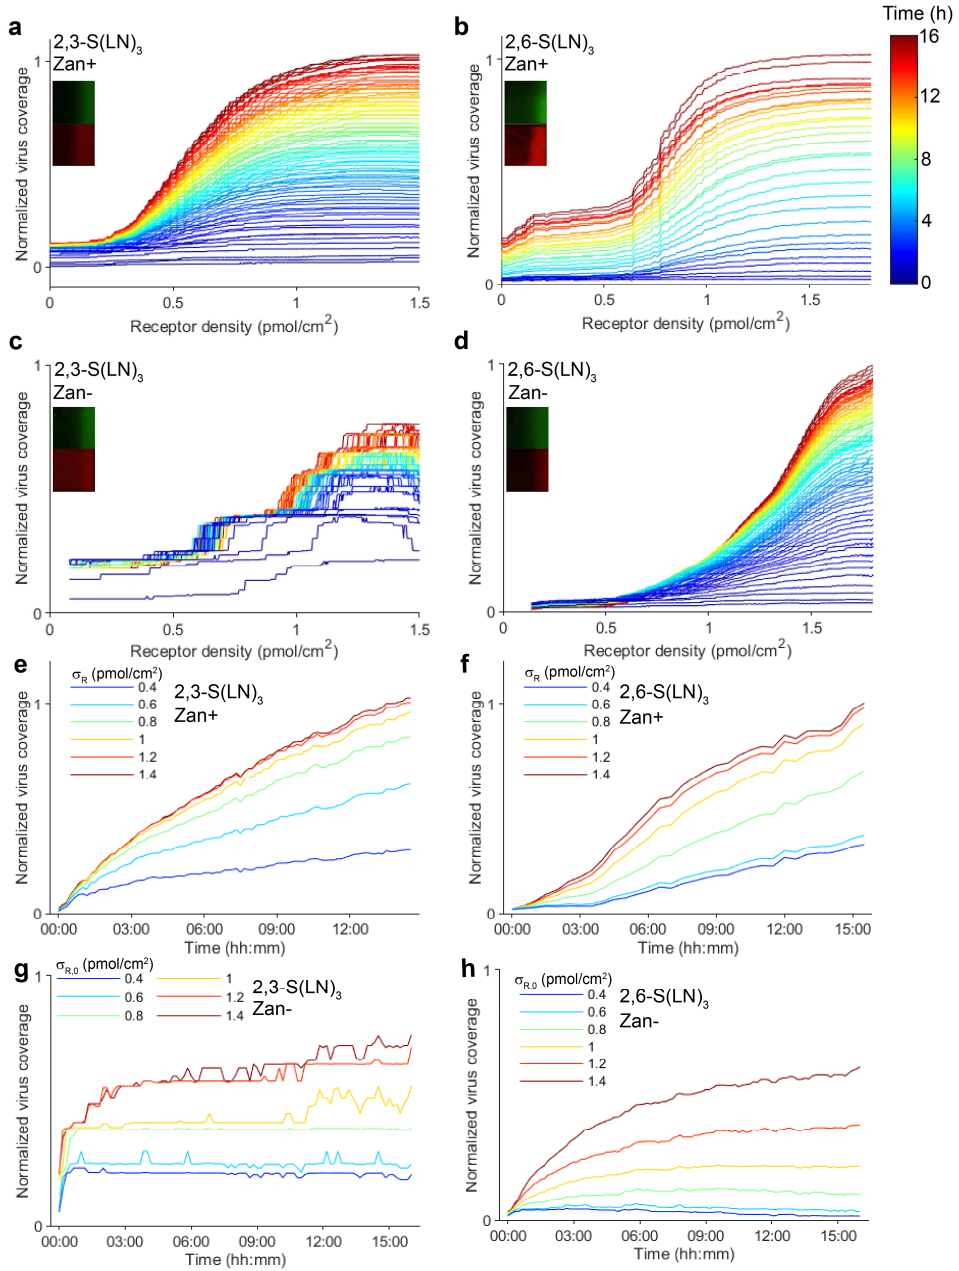 a
2,3-S(LN)3
Zan+
1
0
Normalized virus coverage
0 0.5 1 1.5
Receptor density (pmol/cm2)
b
2,6-S(LN)3
Zan+
1
0
Normalized virus coverage
0 0.5 1
Receptor density (pmol/cm2)
Time (h)
16
12
8
4
0
c
2,3-S(LN)3
Zan-
1
0
Normalized virus coverage
0 0.5 1 1.5
Receptor density (pmol/cm2)
d
2,6-S(LN)3
Zan-
1
0
Normalized virus coverage
0 0.5 1 1.5
Receptor density (pmol/cm2)
e
σR (pmol/cm2)
0.4
0.6
0.8
1
1.2
1.4
2,3-S(LN)3
Zan+
1
0
Normalized virus coverage
00:00 03:00 06:00 09:00 12:00
Time (hh:mm)
f
σR (pmol/cm2)
0.4
0.6
0.8
1
1.2
1.4
2,6-S(LN)3
Zan+
1
0
Normalized virus coverage
00:00 03:00 06:00 09:00 12:00 15:00
Time (hh:mm)
g
σR,0 (pmol/cm2)
0.4 1
0.6 1.2
0.8 1.4
2,3-S(LN)3
Zan-
1
0
Normalized virus coverage
00:00 03:00 06:00 09:00 12:00 15:00
Time (hh:mm)
h
σR.0 (pmol/cm2)
0.4
0.6
0.8
1
1.2
1.4
2,6-S(LN)3
Zan-
1
0
Normalized virus coverage
00:00 03:00 06:00 09:00 12:00 15:00
Time (hh:mm)